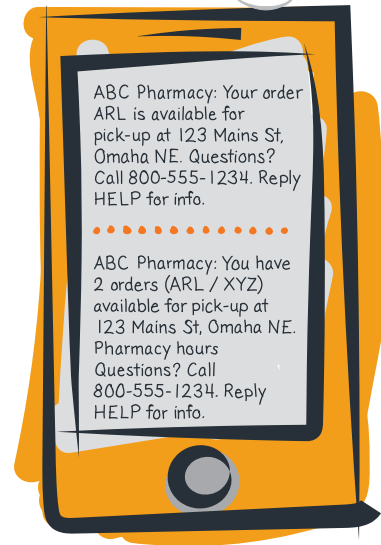 ABC Pharmacy: Your order
ARL is available for
pick-up at 123 Mains St,
Omaha NE. Questions?
Call 800-555-1234. Reply
HELP for info.
ABC Pharmacy: You have
2 orders (ARL / XYZ)
available for pick-up at
123 Mains St, Omaha NE.
Pharmacy hours
Questions? Call
800-555-1234. Reply
HELP for info.